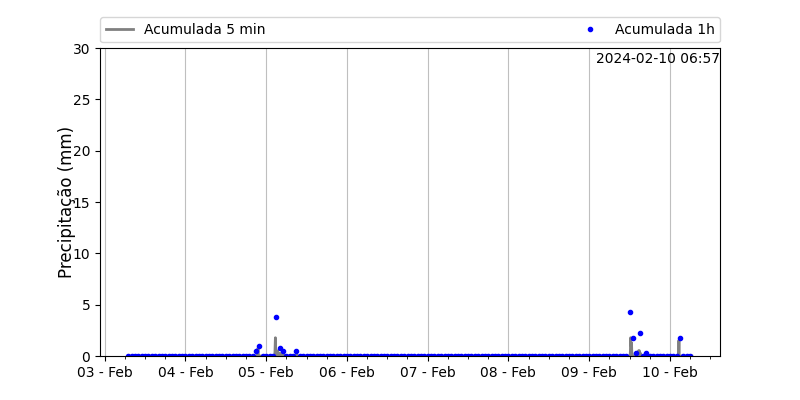 Acumulada 5 min
Acumulada 1h
2024-02-10 06:57
Precipitação (mm)
30
25
20
15
10
5
0
03 - Feb
04 - Feb
05 - Feb
06 - Feb
07 - Feb
08 - Feb
09 - Feb
10 - Feb